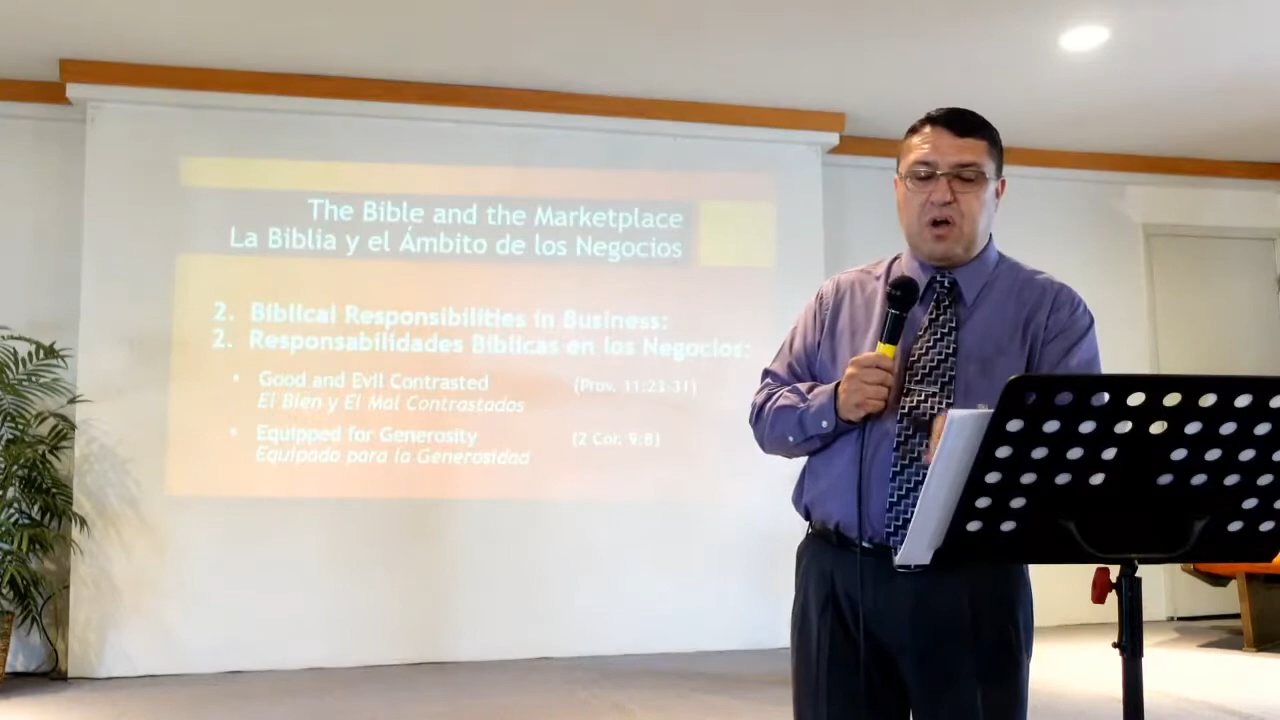 The Bible and the Marketplace
La Biblia y el Ámbito de los Negocios
2. Biblical Responsibilities in Business:
2. Responsabilidades Bíblicas en los Negocios:
• Good and Evil Contrasted (Prov. 11:23-31)
El Bien y El Mal Contrastados
• Equipped for Generosity (2 Cor. 9:8)
Equipado para la Generosidad